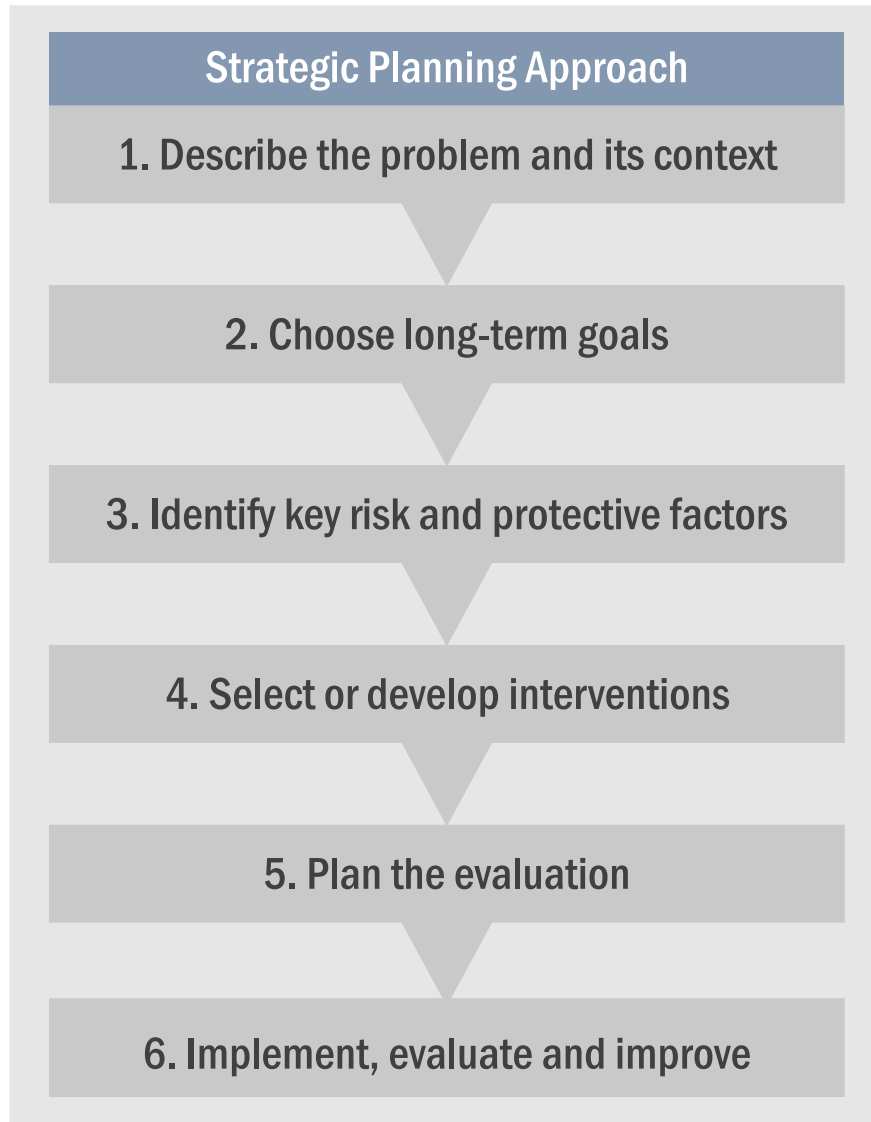 Strategic Planning Approach
1. Describe the problem and its context
2. Choose long-term goals
3. Identify key risk and protective factors
4. Select or develop interventions
5. Plan the evaluation
6. Implement, evaluate and improve